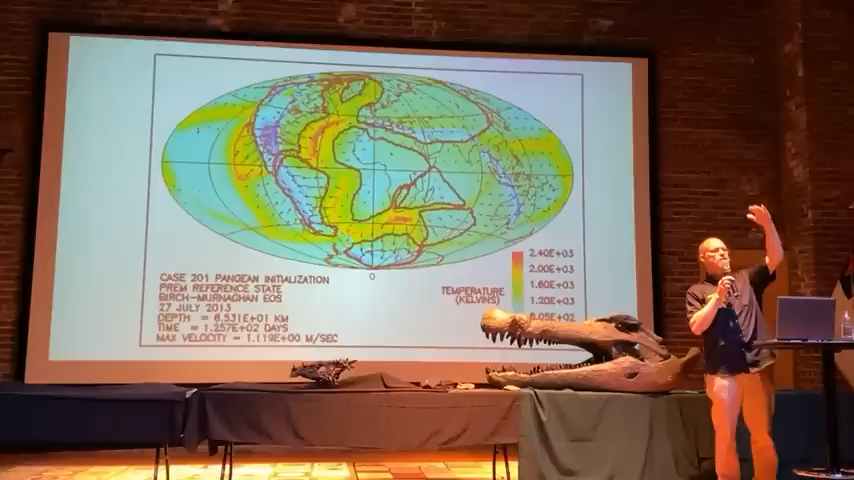 0
CASE 201 PANGEAN INITIALIZATION
PREM REFERENCE STATE
BIRCH-MURNAGHAN EOS
27 JULY 2013
DEPTH = 6.531E+01 KM
TIME = 1.257E+02 DAYS
MAX VELOCITY = 1.119E+00 M/SEC
TEMPERATURE
(KELVINS)
2.40E+03
2.00E+03
1.60E+03
1.20E+03
8.05E+02